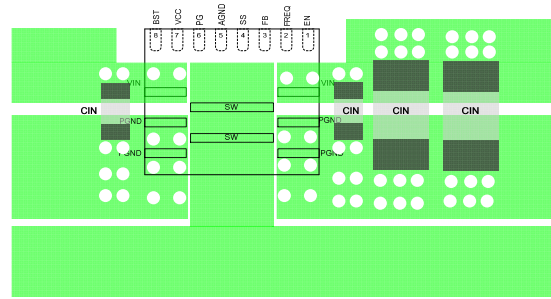 BST VCC PG AGND SS FB FREQ EN
8 7 6 5 4 3 2 1
VIN VIN
SW
CIN CIN CIN CIN
PGND PGND
SW
PGND PGND